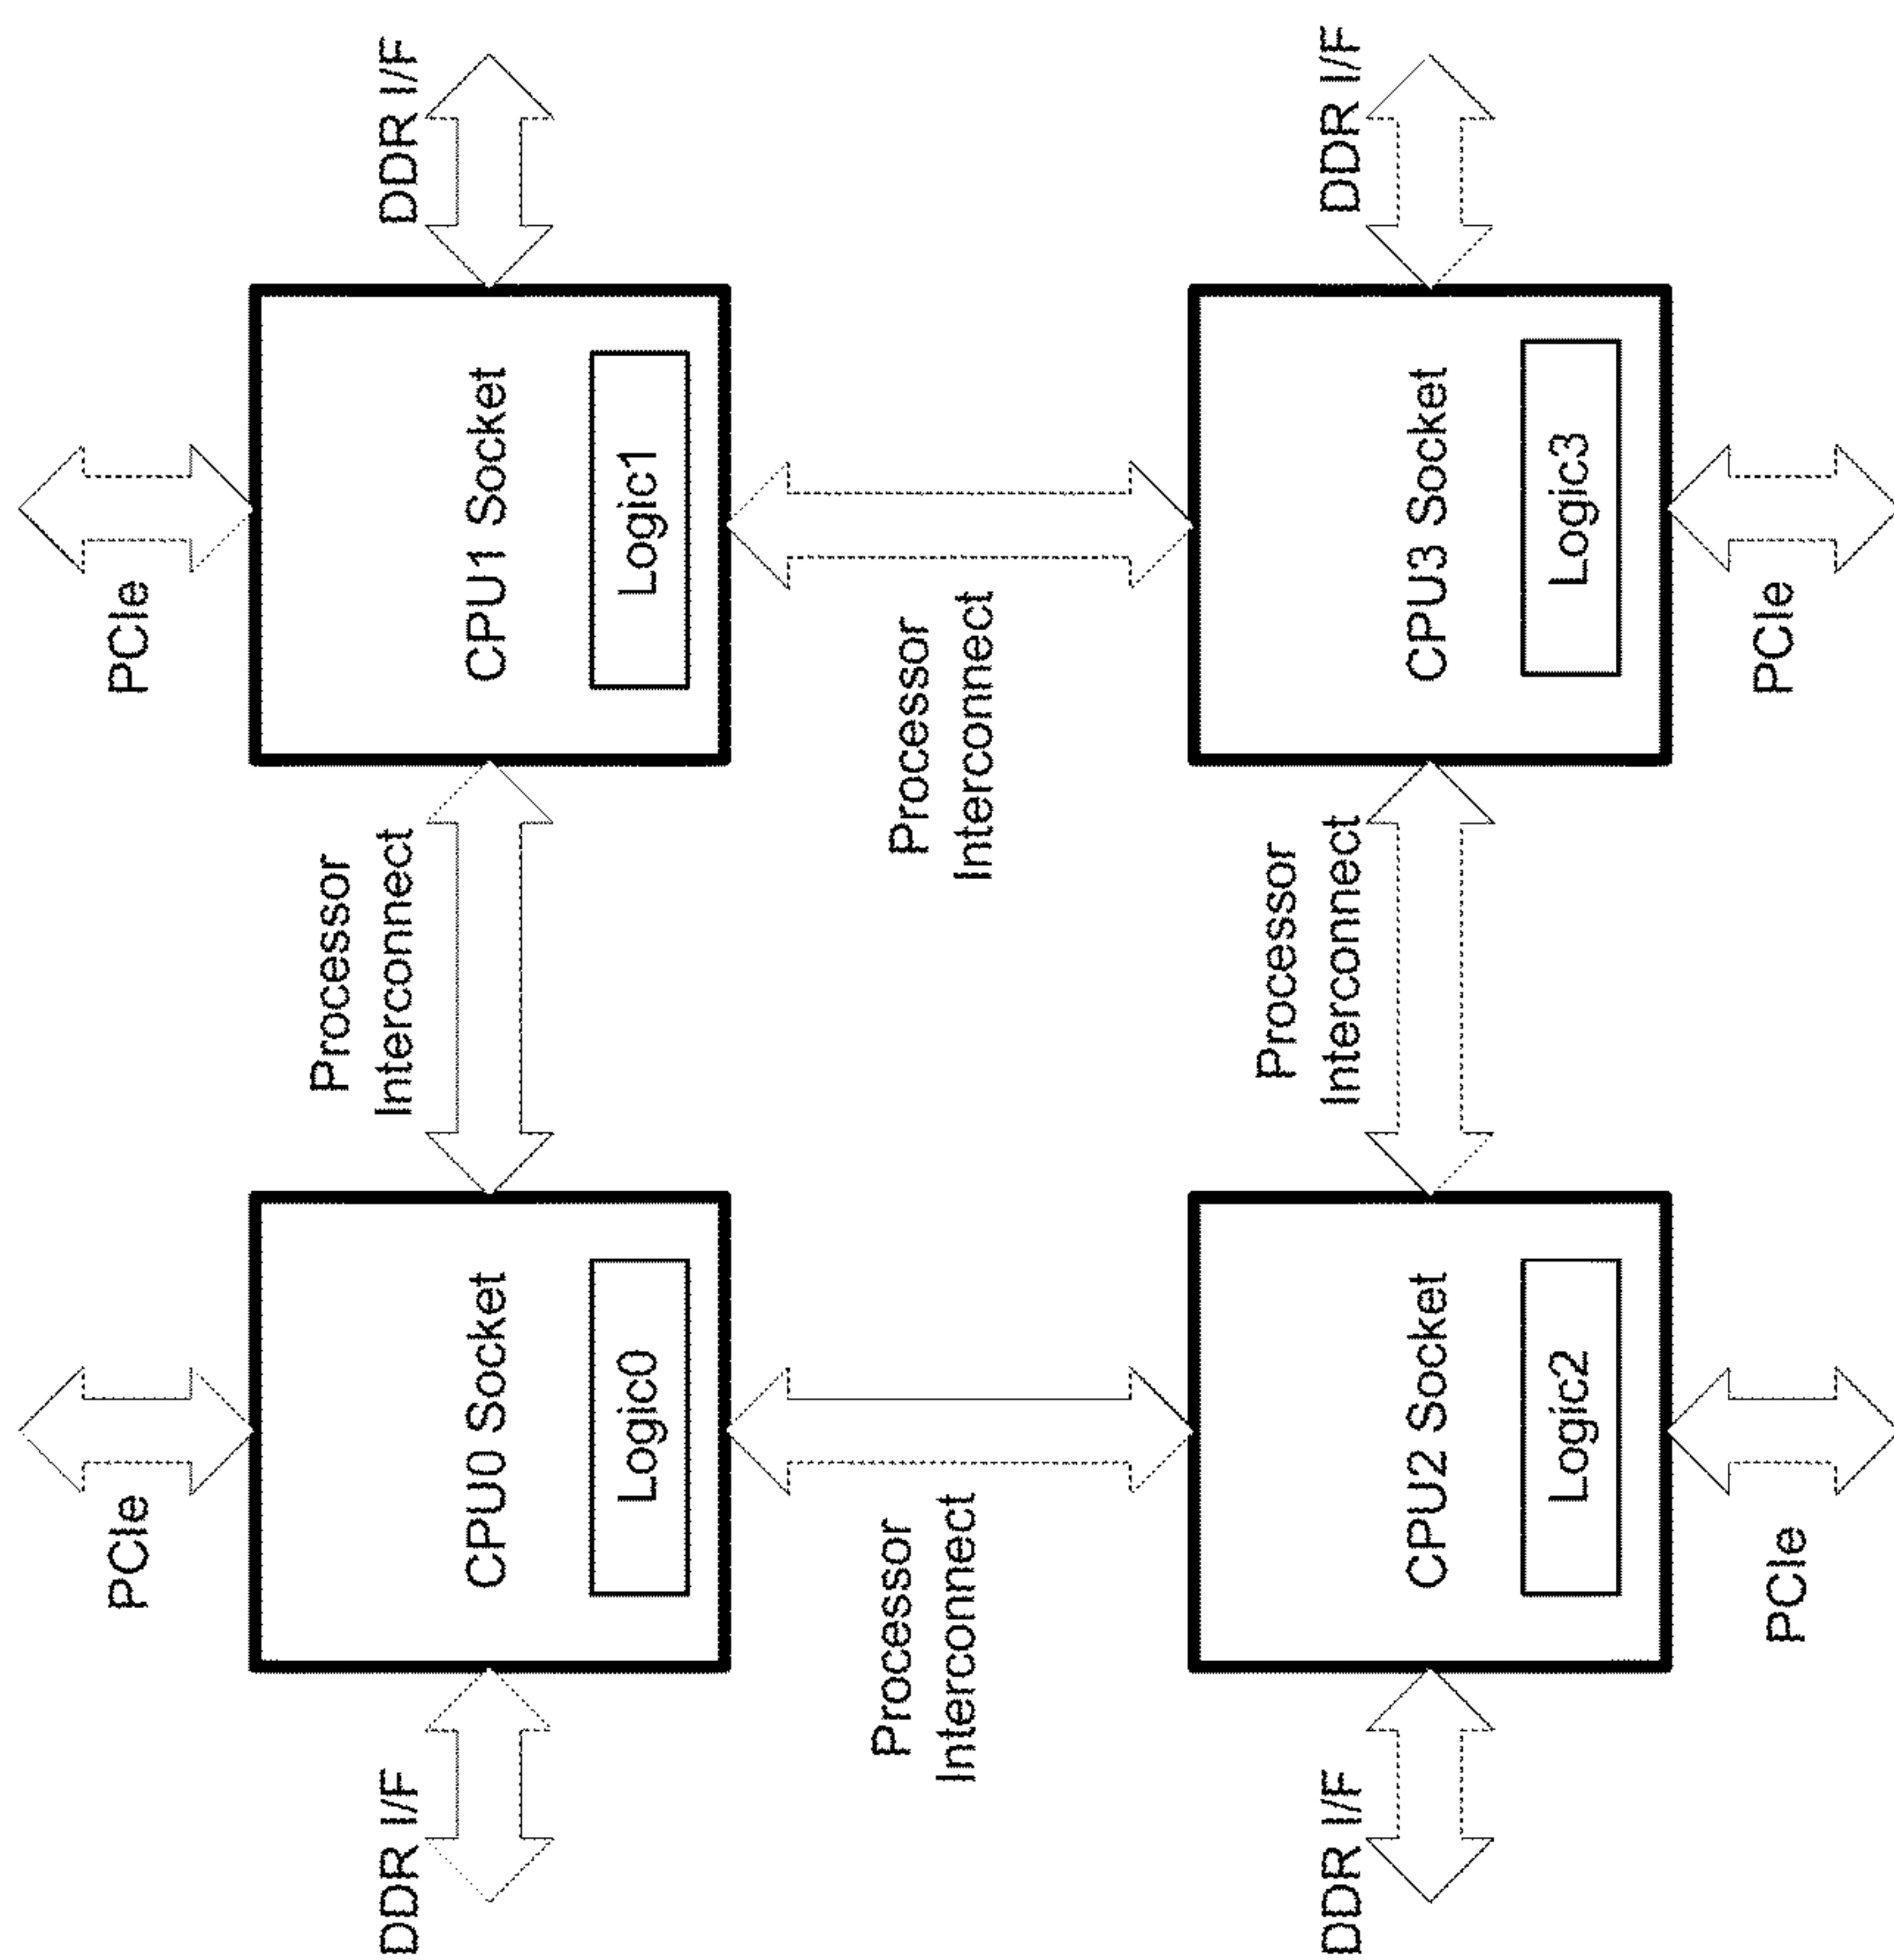 PCIe
PCIe
DDR I/F
Processor
Interconnect
DDR I/F
CPU0 Socket
CPU1 Socket
Logic0
Logic1
Processor
Interconnect
Processor
Interconnect
DDR I/F
Processor
Interconnect
DDR I/F
CPU2 Socket
CPU3 Socket
Logic2
Logic3
PCIe
PCIe